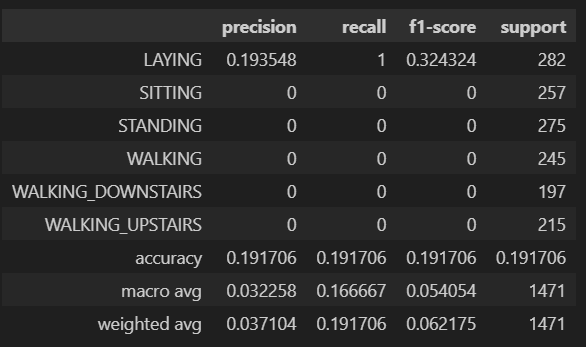 precision recall f1-score support
LAYING 0.193548 1 0.324324 282
SITTING 0 0 0 257
STANDING 0 0 0 275
WALKING 0 0 0 245
WALKING_DOWNSTAIRS 0 0 0 197
WALKING_UPSTAIRS 0 0 0 215
accuracy 0.191706 0.191706 0.191706 0.191706
macro avg 0.032258 0.166667 0.054054 1471
weighted avg 0.037104 0.191706 0.062175 1471